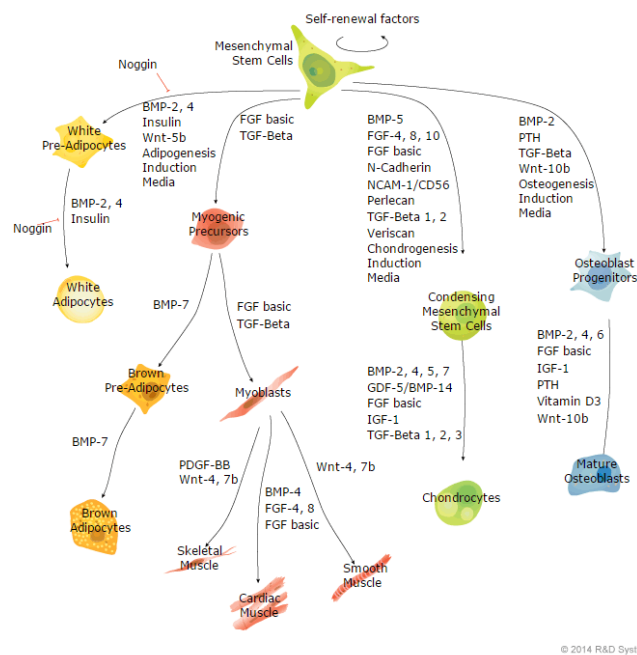 Self-renewal factors
Mesenchymal
Stem Cells
Noggin
BMP-2, 4
Insulin
Wnt-5b
Adipogenesis
Induction
Media
White
Pre-Adipocytes
FGF basic
TGF-Beta
BMP-5
FGF-4, 8, 10
FGF basic
N-Cadherin
NCAM-1/CD56
Perlecan
TGF-Beta 1, 2
Veriscan
Chondrogenesis
Induction
Media
BMP-2
PTH
TGF-Beta
Wnt-10b
Osteogenesis
Induction
Media
BMP-2, 4
Insulin
Noggin
Myogenic
Precursors
Osteoblast
Progenitors
White
Adipocytes
BMP-7
FGF basic
TGF-Beta
Condensing
Mesenchymal
Stem Cells
BMP-2, 4, 6
FGF basic
IGF-1
PTH
Vitamin D3
Wnt-10b
Brown
Pre-Adipocytes
Myoblasts
BMP-2, 4, 5, 7
GDF-5/BMP-14
FGF basic
IGF-1
TGF-Beta 1, 2, 3
BMP-7
PDGF-BB
Wnt-4, 7b
BMP-4
FGF-4, 8
FGF basic
Wnt-4, 7b
Chondrocytes
Mature
Osteoblasts
Brown
Adipocytes
Skeletal
Muscle
Cardiac
Muscle
Smooth
Muscle
© 2014 R&D Syst